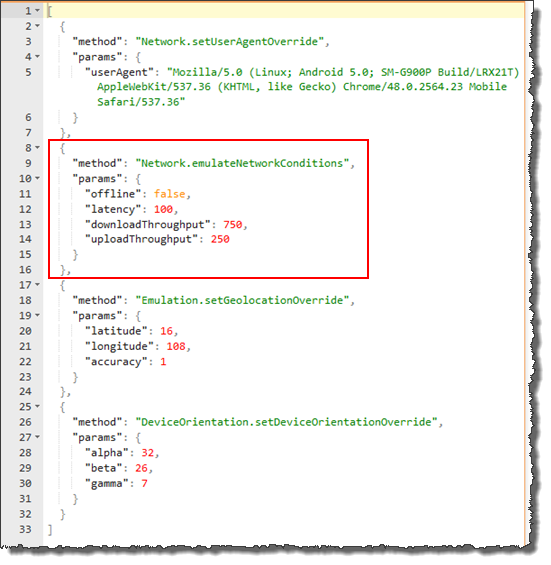 1 [
2 {
3 "method": "Network.setUserAgentOverride",
4 "params": {
5 "userAgent": "Mozilla/5.0 (Linux; Android 5.0; SM-G900P Build/LRX21T)
AppleWebKit/537.36 (KHTML, like Gecko) Chrome/48.0.2564.23 Mobile
Safari/537.36"
6 }
7 },
8 {
9 "method": "Network.emulateNetworkConditions",
10 "params": {
11 "offline": false,
12 "latency": 100,
13 "downloadThroughput": 750,
14 "uploadThroughput": 250
15 }
16 },
17 {
18 "method": "Emulation.setGeolocationOverride",
19 "params": {
20 "latitude": 16,
21 "longitude": 108,
22 "accuracy": 1
23 }
24 },
25 {
26 "method": "DeviceOrientation.setDeviceOrientationOverride",
27 "params": {
28 "alpha": 32,
29 "beta": 26,
30 "gamma": 7
31 }
32 }
33 ]